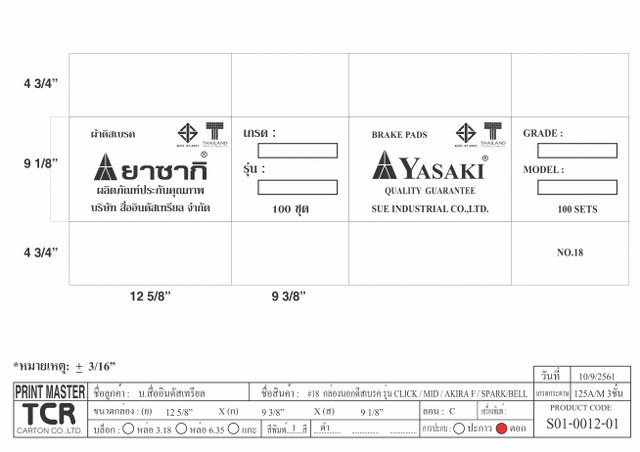 4 3/4”
ผ้าดิสเบรค
THAILAND
เกรด :
BRAKE PADS
THAILAND
GRADE :
9 1/8”
ยาซากิ ®
รุ่น :
YASAKI ®
MODEL :
ผลิตภัณฑ์ประกันคุณภาพ
QUALITY GUARANTEE
บริษัท สื่ออินดัสเทรียล จำกัด
100 ชุด
SUE INDUSTRIAL CO.,LTD.
100 SETS
4 3/4”
NO.18
12 5/8”
9 3/8”
*หมายเหตุ: ± 3/16”
วันที่
10/9/2561
PRINT MASTER
ชื่อลูกค้า : บ.สื่ออินดัสเทรียล
ชื่อสินค้า : #18 กล่องนอกดีสเบรค รุ่น CLICK / MID / AKIRA F / SPARK/BELL
เกรดกระดาษ
125A/M 3ชั้น
TCR
CARTON CO.,LTD.
ขนาดกล่อง : (ย) 12 5/8” X (ก) 9 3/8” X (ส) 9 1/8”
ลอน : C
PRODUCT CODE
บล็อก : หล่อ 3.18 หล่อ 6.35 แกะ
สีพิมพ์ 1 สี
ดำ
การประกบ : ปะกาว ตอก
S01-0012-01